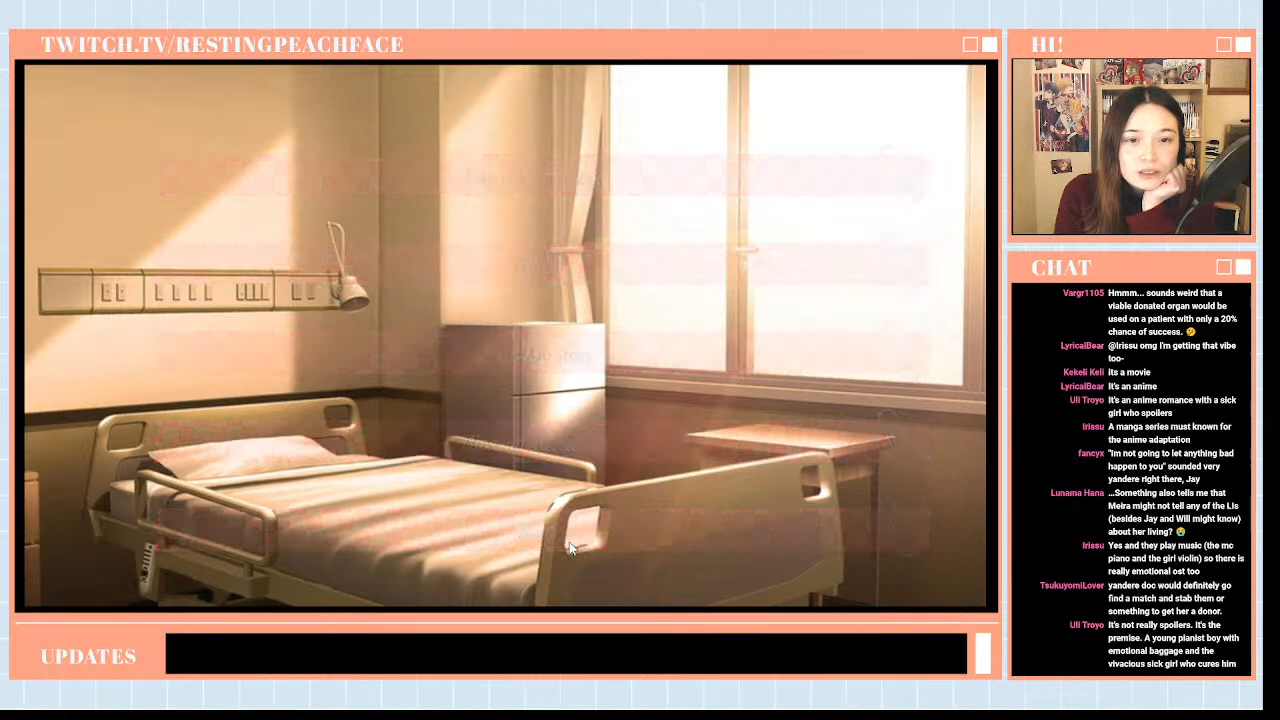 TWITCH.TV/RESTINGPEACHFACE
HI!
CHAT
Vargr1105 Hmmm... sounds weird that a
viable donated organ would be
used on a patient with only a 20%
chance of success. 🤔
LyricalBear @Irissu omg I'm getting that vibe
too-
Kekeli Keli its a movie
LyricalBear It's an anime
Uli Troyo It's an anime romance with a sick
girl who spoilers
Irissu A manga series must known for
the anime adaptation
fancyx "im not going to let anything bad
happen to you" sounded very
yandere right there, Jay
Lunama Hana ...Something also tells me that
Meira might not tell any of the LIs
(besides Jay and Will might know)
about her living? 😭
Irissu Yes and they play music (the mc
piano and the girl violin) so there is
really emotional ost too
TsukuyomiLover yandere doc would definitely go
find a match and stab them or
something to get her a donor.
Uli Troyo It's not really spoilers. It's the
premise. A young pianist boy with
emotional baggage and the
vivacious sick girl who cures him
UPDATES